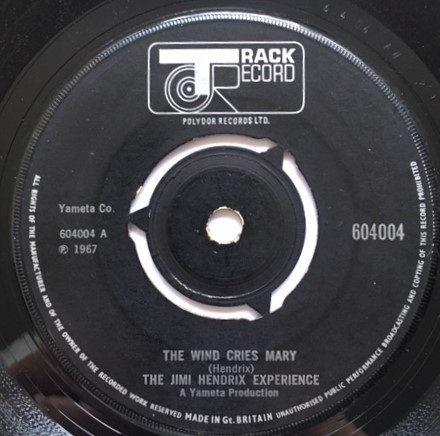 TRACK
RECORD
POLYDOR RECORDS LTD.
Yameta Co.
604004 A
℗ 1967
604004
THE WIND CRIES MARY
(Hendrix)
THE JIMI HENDRIX EXPERIENCE
A Yameta Production
ALL RIGHTS OF THE MANUFACTURER AND OF THE OWNER OF THE RECORDED WORK RESERVED MADE IN Gt. BRITAIN UNAUTHORISED PUBLIC PERFORMANCE BROADCASTING AND COPYING OF THIS RECORD PROHIBITED